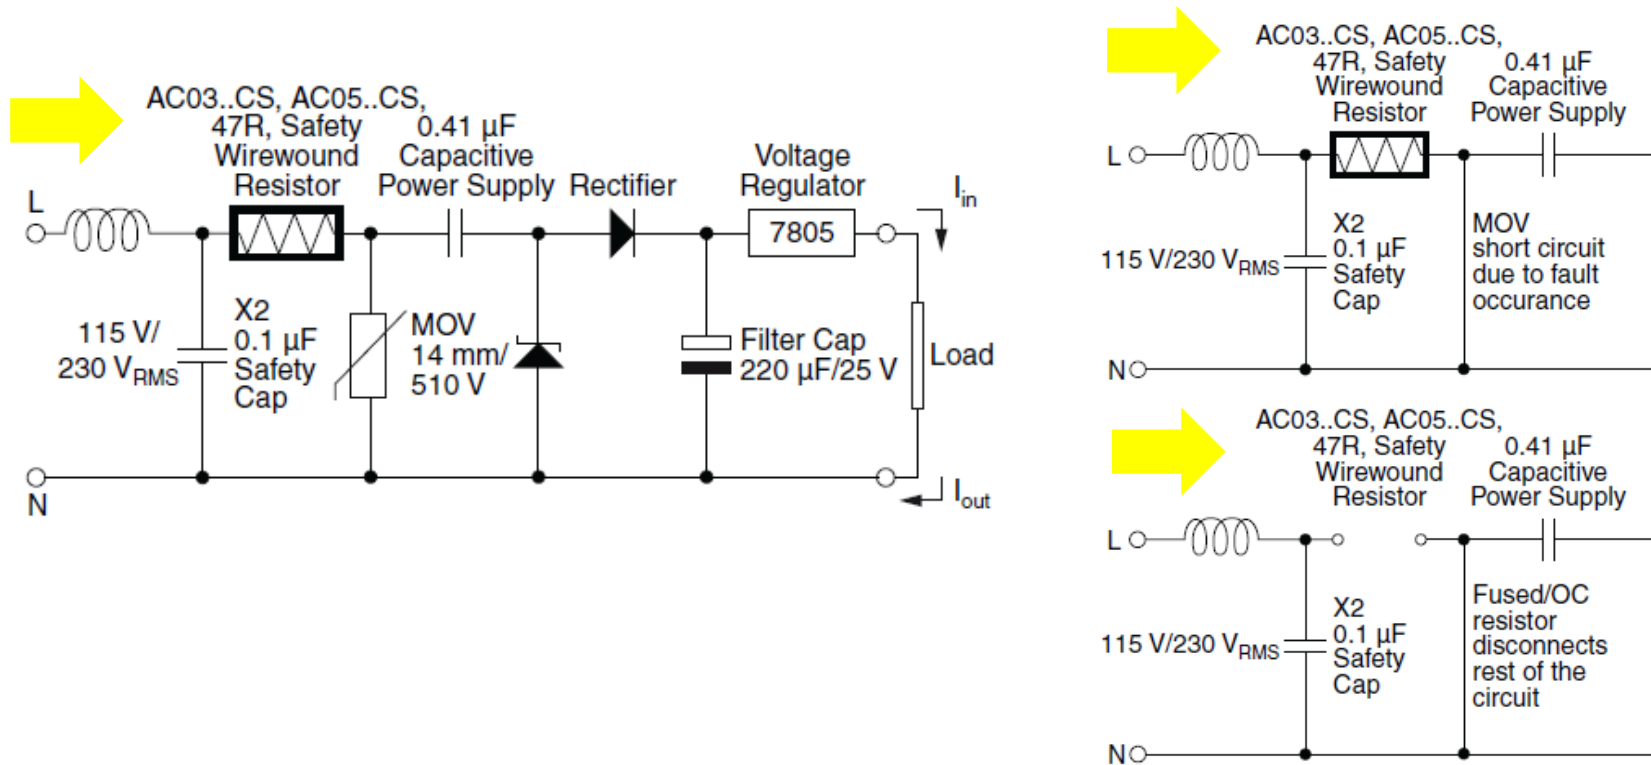 AC03..CS, AC05..CS,
47R, Safety
Wirewound
Resistor
0.41 µF
Capacitive
Power Supply
Rectifier
Voltage
Regulator
7805
I_in
L
115 V/
230 V_RMS
X2
0.1 µF
Safety
Cap
MOV
14 mm/
510 V
Filter Cap
220 µF/25 V
Load
N
I_out
AC03..CS, AC05..CS,
47R, Safety
Wirewound
Resistor
0.41 µF
Capacitive
Power Supply
L
115 V/230 V_RMS
X2
0.1 µF
Safety
Cap
MOV
short circuit
due to fault
occurance
N
AC03..CS, AC05..CS,
47R, Safety
Wirewound
Resistor
0.41 µF
Capacitive
Power Supply
L
115 V/230 V_RMS
X2
0.1 µF
Safety
Cap
Fused/OC
resistor
disconnects
rest of the
circuit
N